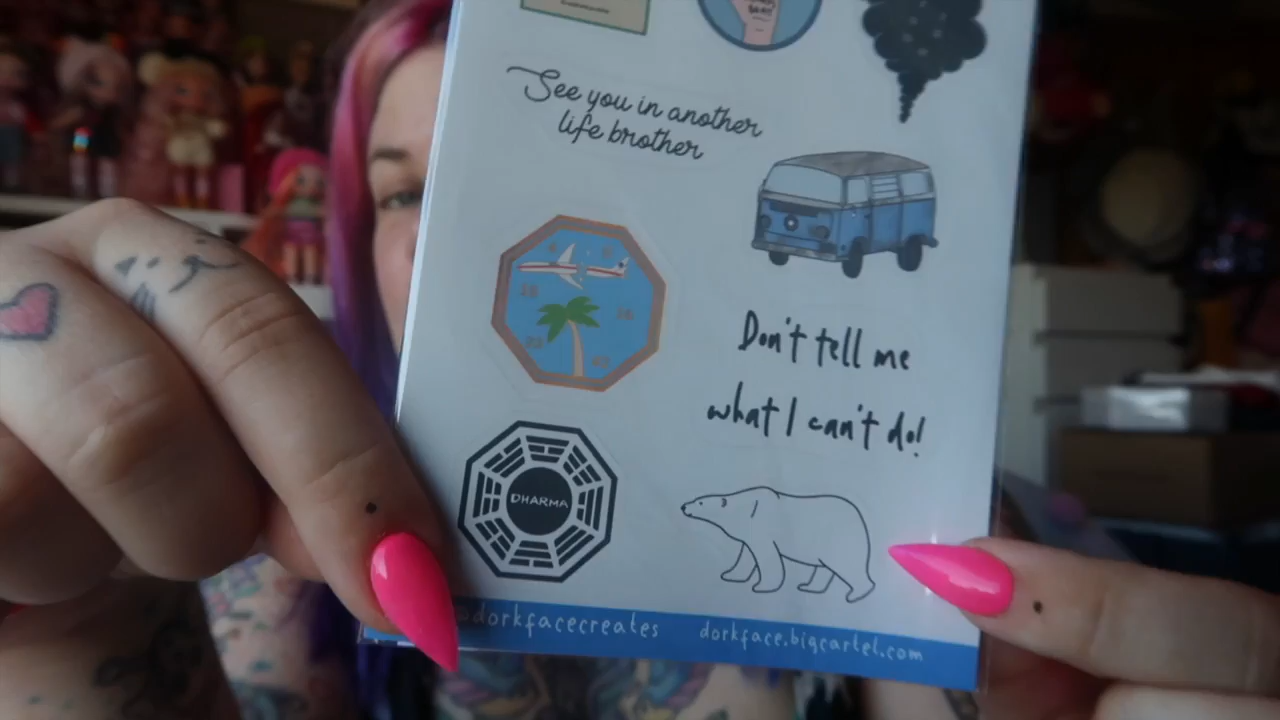 See you in another
life brother
Don't tell me
what I can't do!
DHARMA
@dorkfacecreates dorkface.bigcartel.com